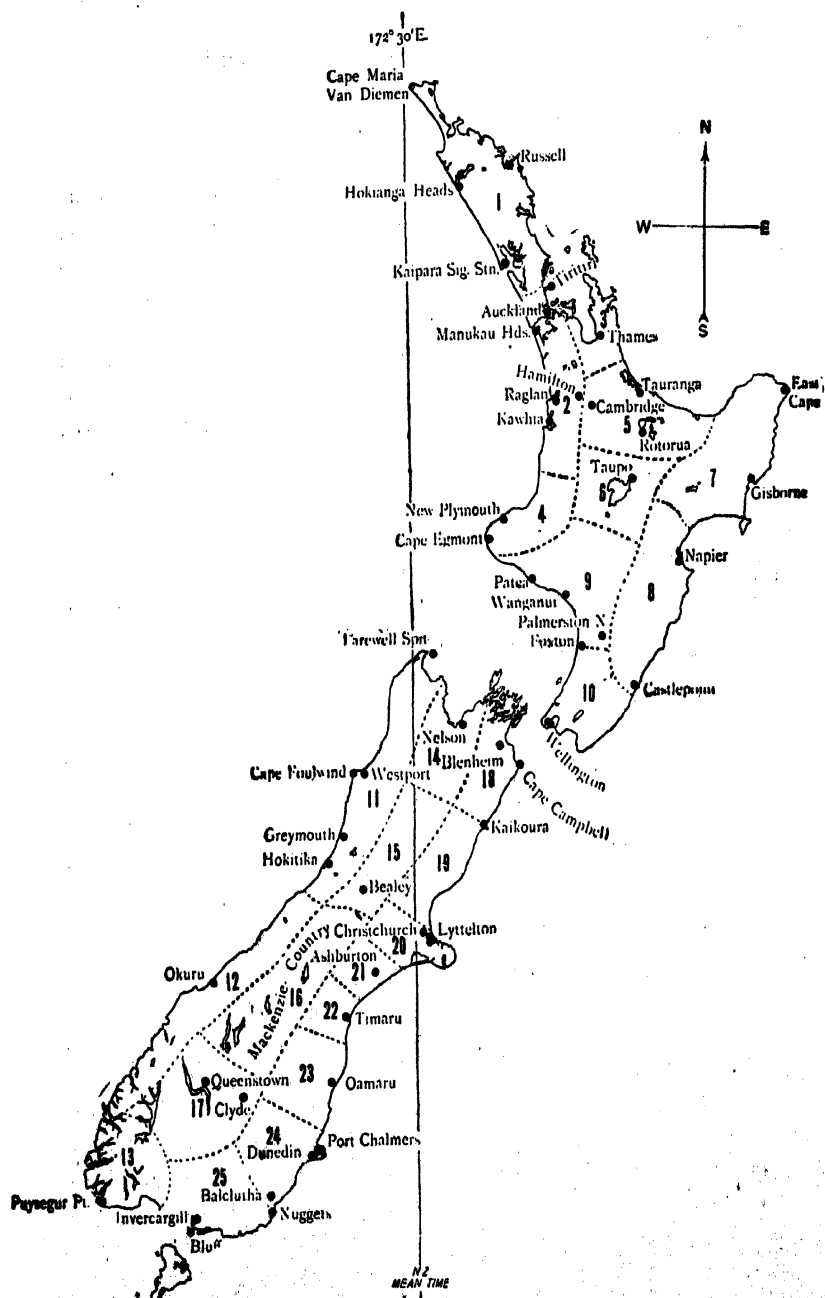 172° 30'E.
Cape Maria
Van Diemen
N
Russell
Hokianga Heads
1
W
E
Kaipara Sig. Stn.
Tiritiri
Auckland
Manukau Hds.
S
Thames
Hamilton
Tauranga
East
Cape
Raglan
2
Cambridge
Kawhia
5
Rotorua
Taupo
7
6
Gisborne
New Plymouth
4
Cape Egmont
Napier
Patea
9
Wanganui
8
Palmerston N
Foxton
Farewell Spit
10
Castlepoint
Nelson
Wellington
14
Blenheim
Cape Foulwind
Westport
18
11
Cape Campbell
Kaikoura
Greymouth
15
Hokitika
19
Bealey
Christchurch
Lyttelton
20
Mackenzie Country
Ashburton
21
Okuru
12
16
22
Timaru
Queenstown
23
Oamaru
17
Clyde
24
Port Chalmers
Dunedin
13
25
Puysegur Pt.
Balclutha
Invercargill
Nuggets
Bluff
NZ
MEAN TIME